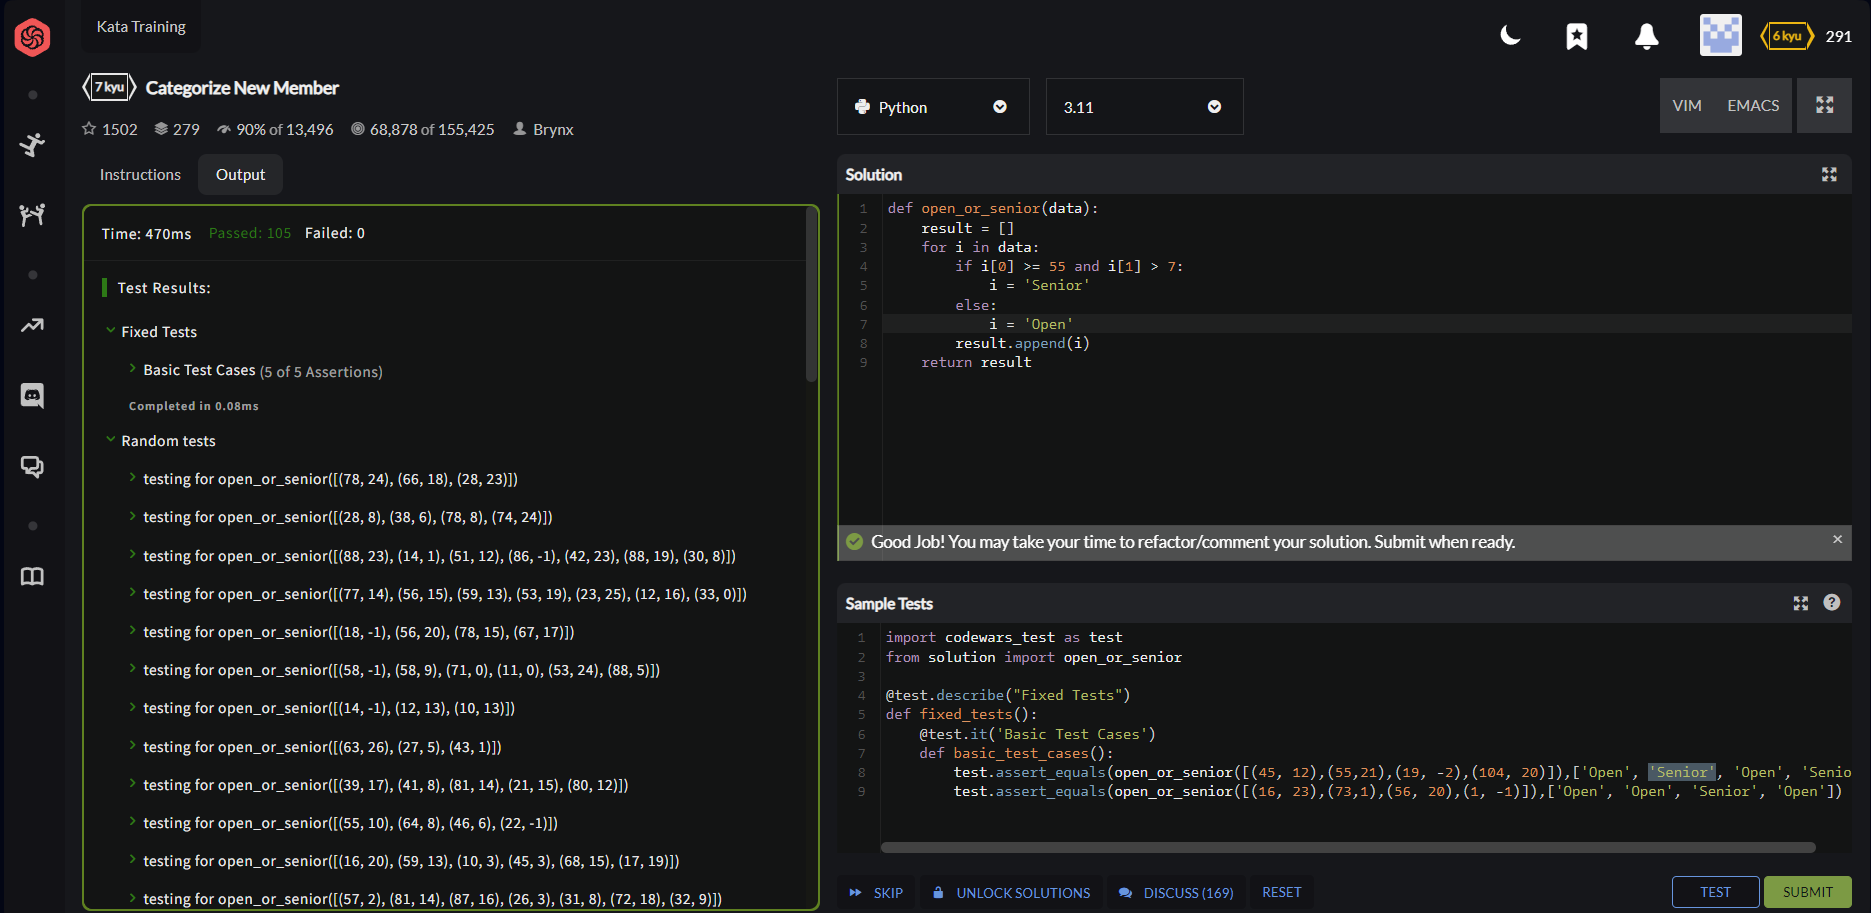 Kata Training
6 kyu 291
7 kyu Categorize New Member
1502 279 90% of 13,496 68,878 of 155,425 Brynx
Instructions Output
Time: 470ms Passed: 105 Failed: 0
Test Results:
Fixed Tests
Basic Test Cases (5 of 5 Assertions)
Completed in 0.08ms
Random tests
testing for open_or_senior([(78, 24), (66, 18), (28, 23)])
testing for open_or_senior([(28, 8), (38, 6), (78, 8), (74, 24)])
testing for open_or_senior([(88, 23), (14, 1), (51, 12), (86, -1), (42, 23), (88, 19), (30, 8)])
testing for open_or_senior([(77, 14), (56, 15), (59, 13), (53, 19), (23, 25), (12, 16), (33, 0)])
testing for open_or_senior([(18, -1), (56, 20), (78, 15), (67, 17)])
testing for open_or_senior([(58, -1), (58, 9), (71, 0), (11, 0), (53, 24), (88, 5)])
testing for open_or_senior([(14, -1), (12, 13), (10, 13)])
testing for open_or_senior([(63, 26), (27, 5), (43, 1)])
testing for open_or_senior([(39, 17), (41, 8), (81, 14), (21, 15), (80, 12)])
testing for open_or_senior([(55, 10), (64, 8), (46, 6), (22, -1)])
testing for open_or_senior([(16, 20), (59, 13), (10, 3), (45, 3), (68, 15), (17, 19)])
testing for open_or_senior([(57, 2), (81, 14), (87, 16), (26, 3), (31, 8), (72, 18), (32, 9)])
Python 3.11 VIM EMACS
Solution
1 def open_or_senior(data):
2 result = []
3 for i in data:
4 if i[0] >= 55 and i[1] > 7:
5 i = 'Senior'
6 else:
7 i = 'Open'
8 result.append(i)
9 return result
Good Job! You may take your time to refactor/comment your solution. Submit when ready. ×
Sample Tests ?
1 import codewars_test as test
2 from solution import open_or_senior
3
4 @test.describe("Fixed Tests")
5 def fixed_tests():
6 @test.it('Basic Test Cases')
7 def basic_test_cases():
8 test.assert_equals(open_or_senior([(45, 12),(55,21),(19, -2),(104, 20)]),['Open', 'Senior', 'Open', 'Senio
9 test.assert_equals(open_or_senior([(16, 23),(73,1),(56, 20),(1, -1)]),['Open', 'Open', 'Senior', 'Open'])
SKIP UNLOCK SOLUTIONS DISCUSS (169) RESET TEST SUBMIT